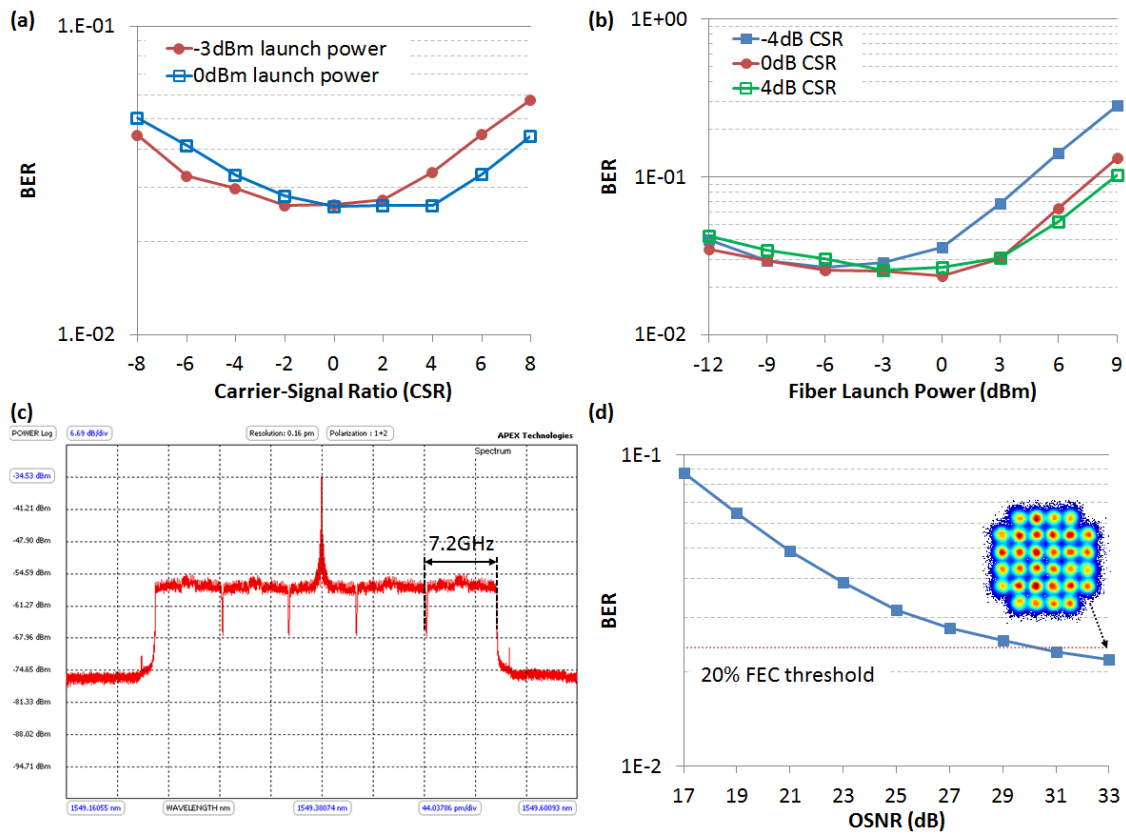 (a)
1.E-01
-3dBm launch power
0dBm launch power
BER
1.E-02
-8 -6 -4 -2 0 2 4 6 8
Carrier-Signal Ratio (CSR)
(b)
1E+00
-4dB CSR
0dB CSR
4dB CSR
BER
1E-01
1E-02
-12 -9 -6 -3 0 3 6 9
Fiber Launch Power (dBm)
(c)
POWER Log
6.69 dB/div
Resolution: 0.16 pm
Polarization : 1+2
APEX Technologies
Spectrum
-34.53 dBm
-41.21 dBm
-47.90 dBm
7.2GHz
-54.59 dBm
-61.27 dBm
-67.96 dBm
-74.65 dBm
-81.33 dBm
-88.02 dBm
-94.71 dBm
1549.16055 nm
WAVELENGTH nm
1549.38074 nm
44.03786 pm/div
1549.60093 nm
(d)
1E-1
BER
20% FEC threshold
1E-2
17 19 21 23 25 27 29 31 33
OSNR (dB)